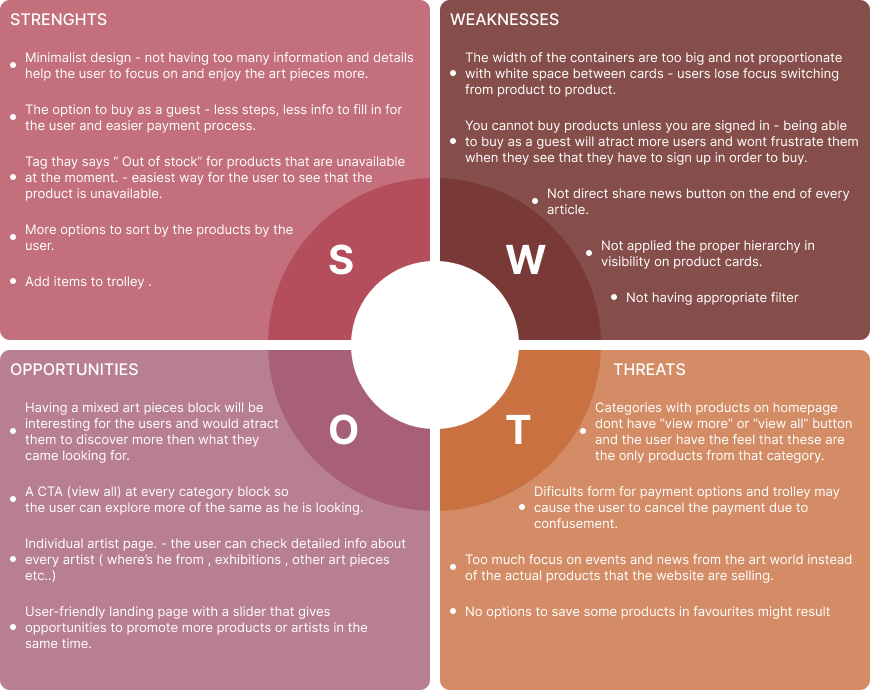 STRENGHTS
Minimalist design - not having too many information and details
help the user to focus on and enjoy the art pieces more.
The option to buy as a guest - less steps, less info to fill in for
the user and easier payment process.
Tag thay says “ Out of stock” for products that are unavailable
at the moment. - easiest way for the user to see that the
product is unavailable.
More options to sort by the products by the
user.
Add items to trolley .
S
WEAKNESSES
The width of the containers are too big and not proportionate
with white space between cards - users lose focus switching
from product to product.
You cannot buy products unless you are signed in - being able
to buy as a guest will atract more users and wont frustrate them
when they see that they have to sign up in order to buy.
Not direct share news button on the end of every
article.
Not applied the proper hierarchy in
visibility on product cards.
Not having appropriate filter
W
OPPORTUNITIES
Having a mixed art pieces block will be
interesting for the users and would atract
them to discover more then what they
came looking for.
A CTA (view all) at every category block so
the user can explore more of the same as he is looking.
Individual artist page. - the user can check detailed info about
every artist ( where’s he from , exhibitions , other art pieces
etc..)
User-friendly landing page with a slider that gives
opportunities to promote more products or artists in the
same time.
O
THREATS
Categories with products on homepage
dont have “view more” or “view all” button
and the user have the feel that these are
the only products from that category.
Dificults form for payment options and trolley may
cause the user to cancel the payment due to
confusement.
Too much focus on events and news from the art world instead
of the actual products that the website are selling.
No options to save some products in favourites might result
T